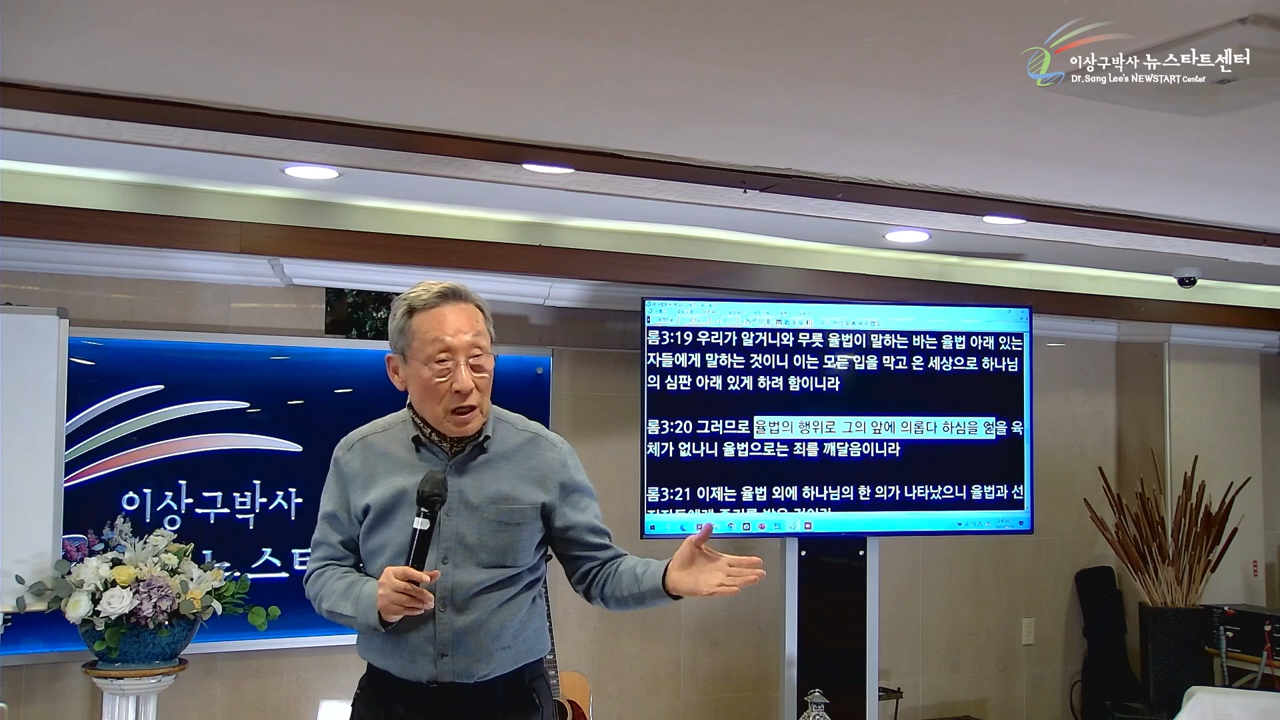 이상구박사 뉴스타트센터
Dr. Sang Lee's NEWSTART Center
롬3:19 우리가 알거니와 무릇 율법이 말하는 바는 율법 아래 있는
자들에게 말하는 것이니 이는 모든 입을 막고 온 세상으로 하나님
의 심판 아래 있게 하려 함이니라
롬3:20 그러므로 율법의 행위로 그의 앞에 의롭다 하심을 얻을 육
체가 없나니 율법으로는 죄를 깨달음이니라
롬3:21 이제는 율법 외에 하나님의 한 의가 나타났으니 율법과 선
이상구박사
뉴스타